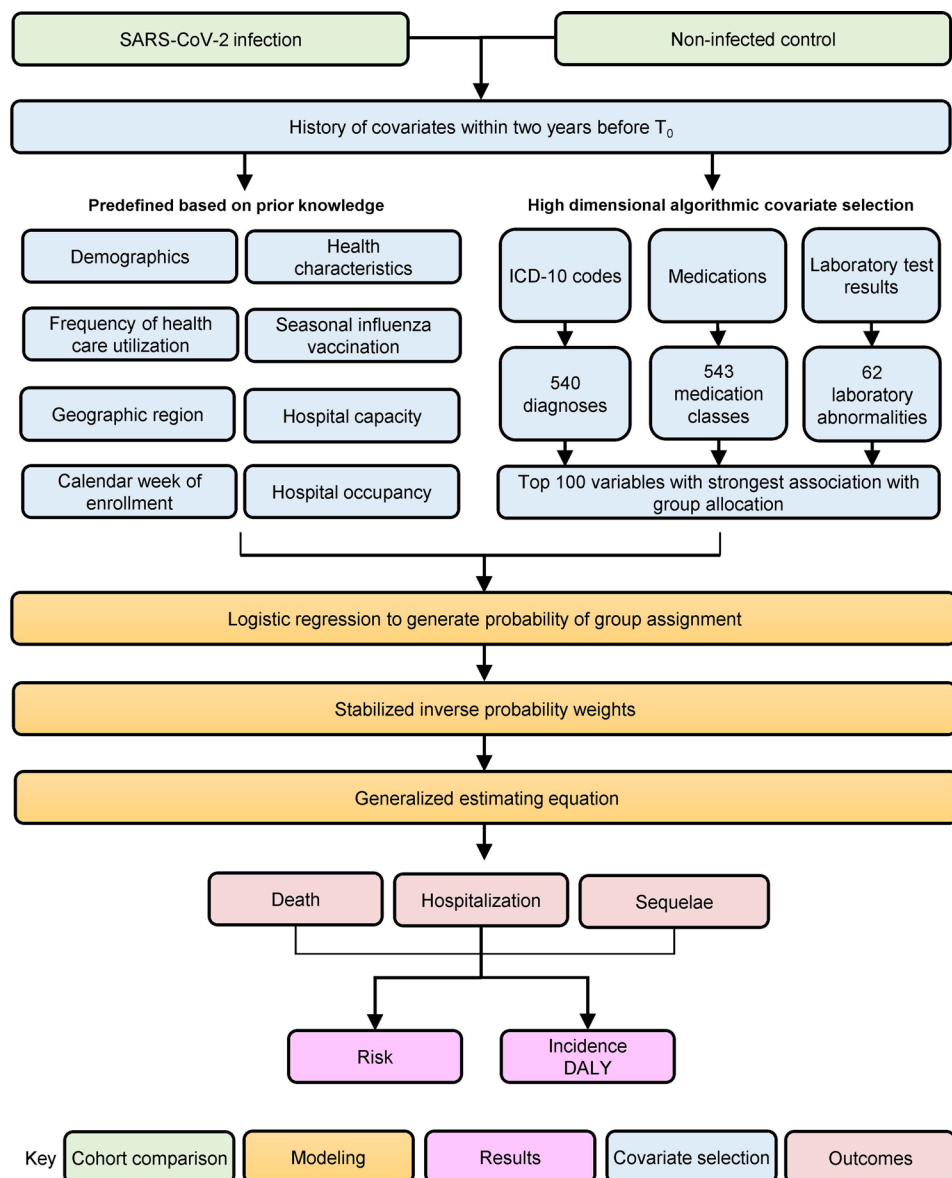 SARS-CoV-2 infection
Non-infected control
History of covariates within two years before T₀
Predefined based on prior knowledge
High dimensional algorithmic covariate selection
Demographics
Health
characteristics
Frequency of health
care utilization
Seasonal influenza
vaccination
Geographic region
Hospital capacity
Calendar week of
enrollment
Hospital occupancy
ICD-10 codes
Medications
Laboratory test
results
540
diagnoses
543
medication
classes
62
laboratory
abnormalities
Top 100 variables with strongest association with
group allocation
Logistic regression to generate probability of group assignment
Stabilized inverse probability weights
Generalized estimating equation
Death
Hospitalization
Sequelae
Risk
Incidence
DALY
Key
Cohort comparison
Modeling
Results
Covariate selection
Outcomes